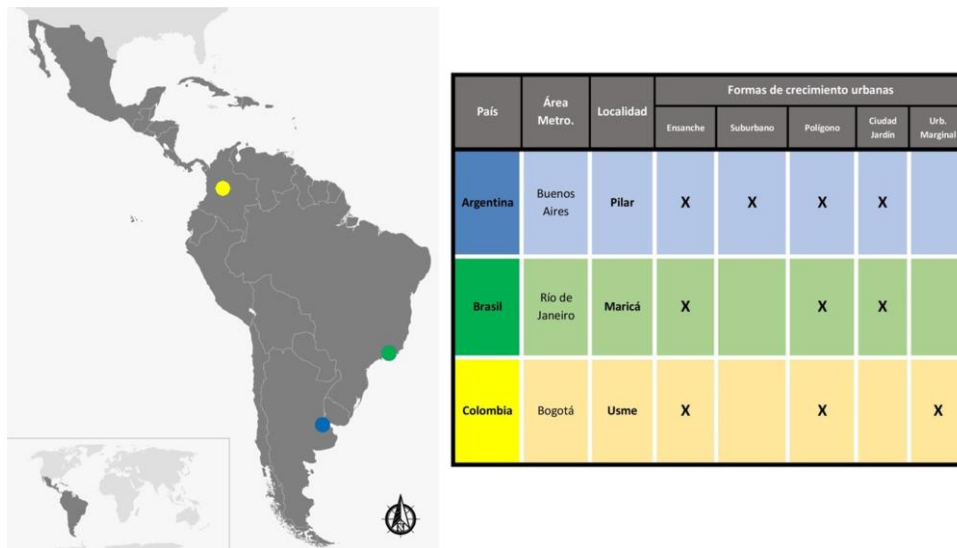 País
Área
Metro.
Localidad
Formas de crecimiento urbanas
Ensanche
Suburbano
Polígono
Ciudad
Jardín
Urb.
Marginal
Argentina
Buenos
Aires
Pilar
X
X
X
X
Brasil
Río de
Janeiro
Maricá
X
X
X
Colombia
Bogotá
Usme
X
X
X